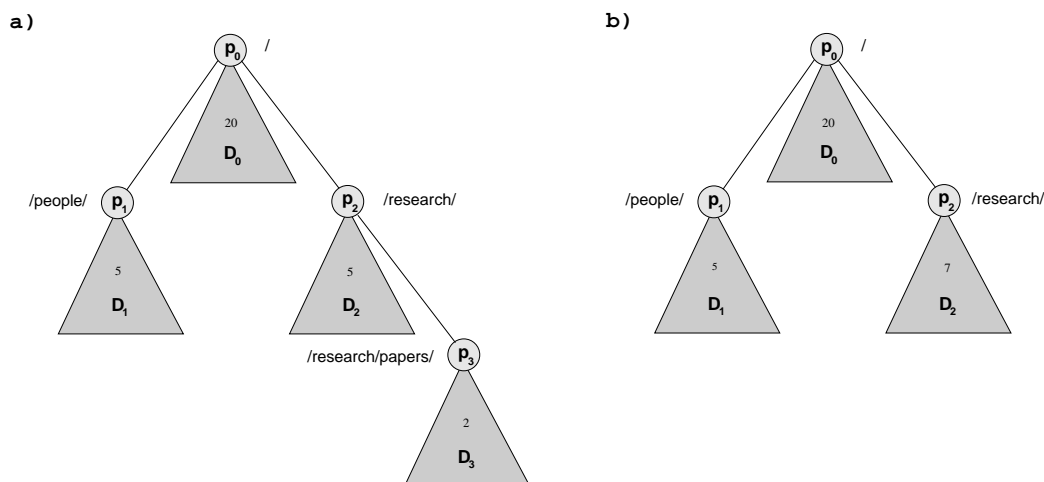 a)
p0 /
20
D0
/people/ p1
p2 /research/
5
D1
5
D2
/research/papers/ p3
2
D3
b)
p0 /
20
D0
/people/ p1
p2 /research/
5
D1
7
D2